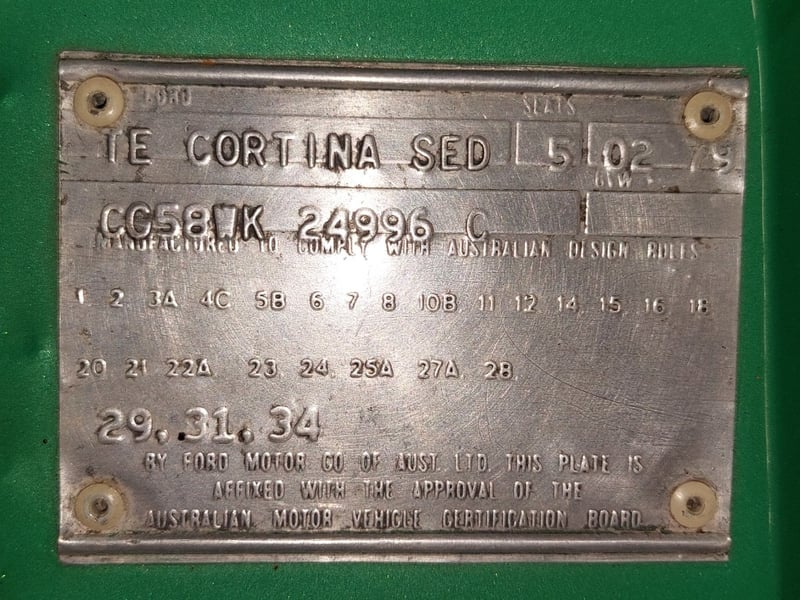 FORD SEATS
TE CORTINA SED 5 02 79
GTW
CC58WK 24996 C
MANUFACTURED TO COMPLY WITH AUSTRALIAN DESIGN RULES
1 2 3A 4C 5B 6 7 8 10B 11 12 14 15 16 18
20 21 22A 23 24 25A 27A 28
29.31.34
BY FORD MOTOR CO OF AUST. LTD. THIS PLATE IS
AFFIXED WITH THE APPROVAL OF THE
AUSTRALIAN MOTOR VEHICLE CERTIFICATION BOARD